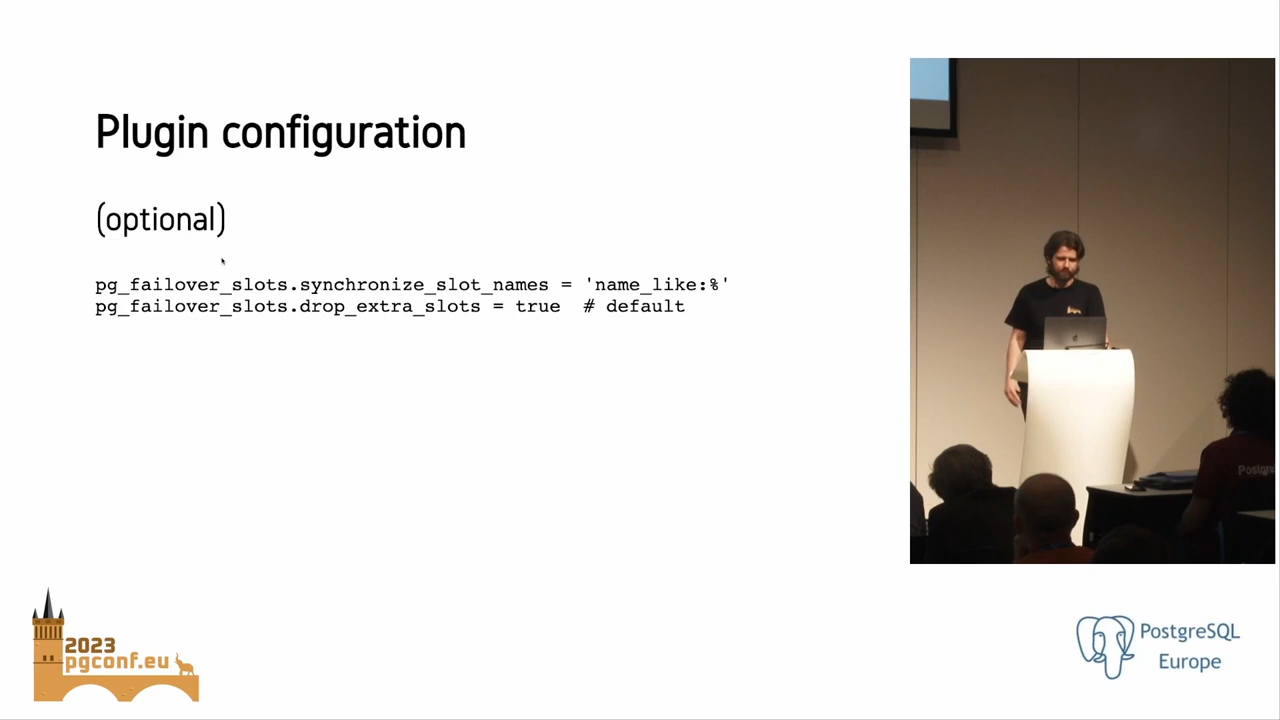 Plugin configuration
(optional)
pg_failover_slots.synchronize_slot_names = 'name_like:%'
pg_failover_slots.drop_extra_slots = true  # default
2023
pgconf.eu
PostgreSQL
Europe